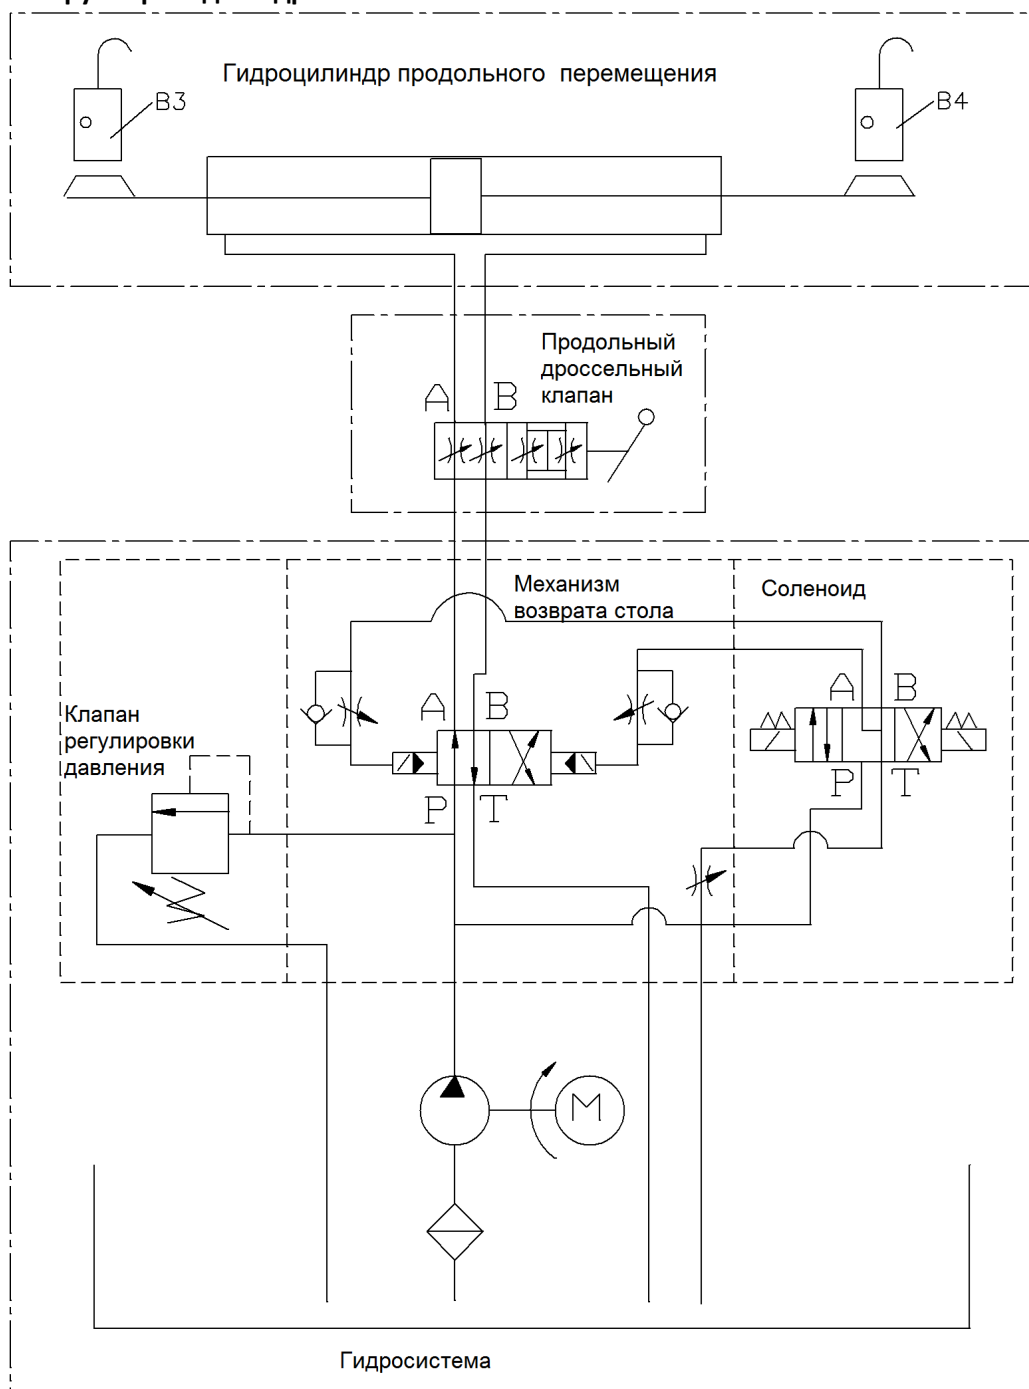 Гидроцилиндр продольного перемещения
B3
B4
Продольный
дроссельный
клапан
A B
Механизм
возврата стола
Соленоид
A B
A B
Клапан
регулировки
давления
P T
P T
M
Гидросистема